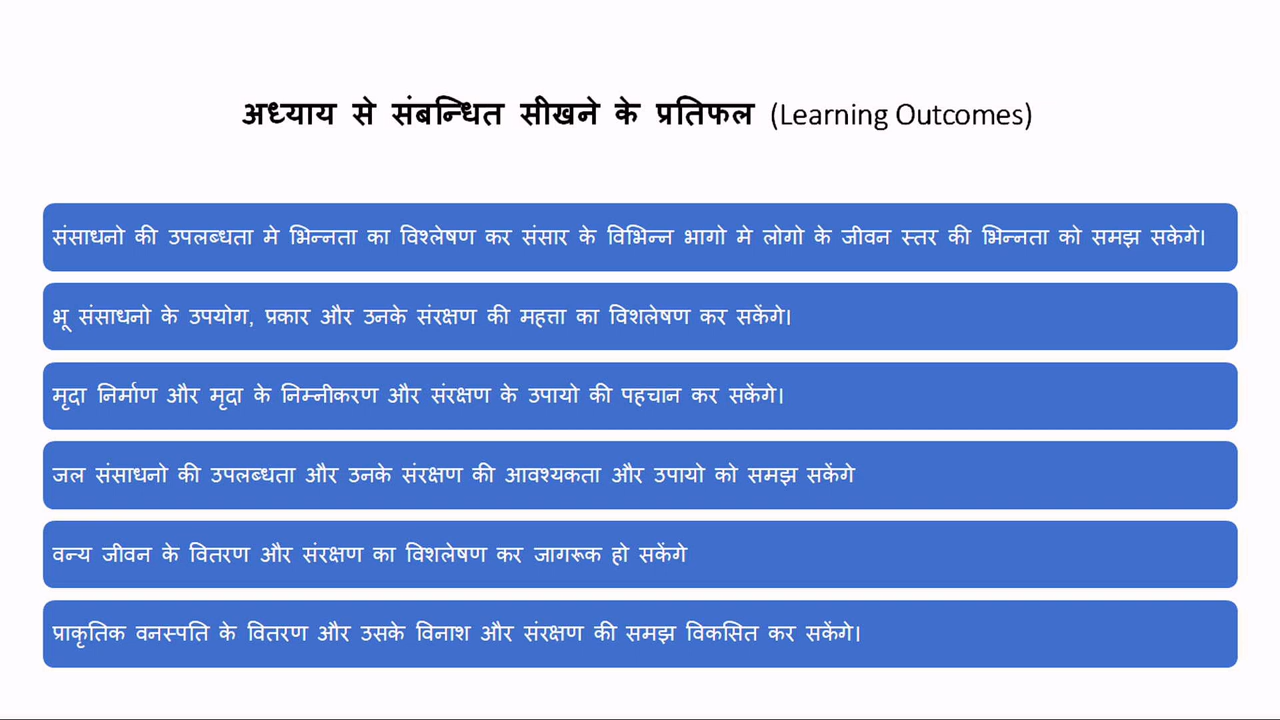 अध्याय से संबन्धित सीखने के प्रतिफल (Learning Outcomes)
संसाधनो की उपलब्धता मे भिन्नता का विश्लेषण कर संसार के विभिन्न भागो मे लोगो के जीवन स्तर की भिन्नता को समझ सकेगे।
भू संसाधनो के उपयोग, प्रकार और उनके संरक्षण की महत्ता का विशलेषण कर सकेंगे।
मृदा निर्माण और मृदा के निम्नीकरण और संरक्षण के उपायो की पहचान कर सकेंगे।
जल संसाधनो की उपलब्धता और उनके संरक्षण की आवश्यकता और उपायो को समझ सकेंगे
वन्य जीवन के वितरण और संरक्षण का विशलेषण कर जागरूक हो सकेंगे
प्राकृतिक वनस्पति के वितरण और उसके विनाश और संरक्षण की समझ विकसित कर सकेंगे।